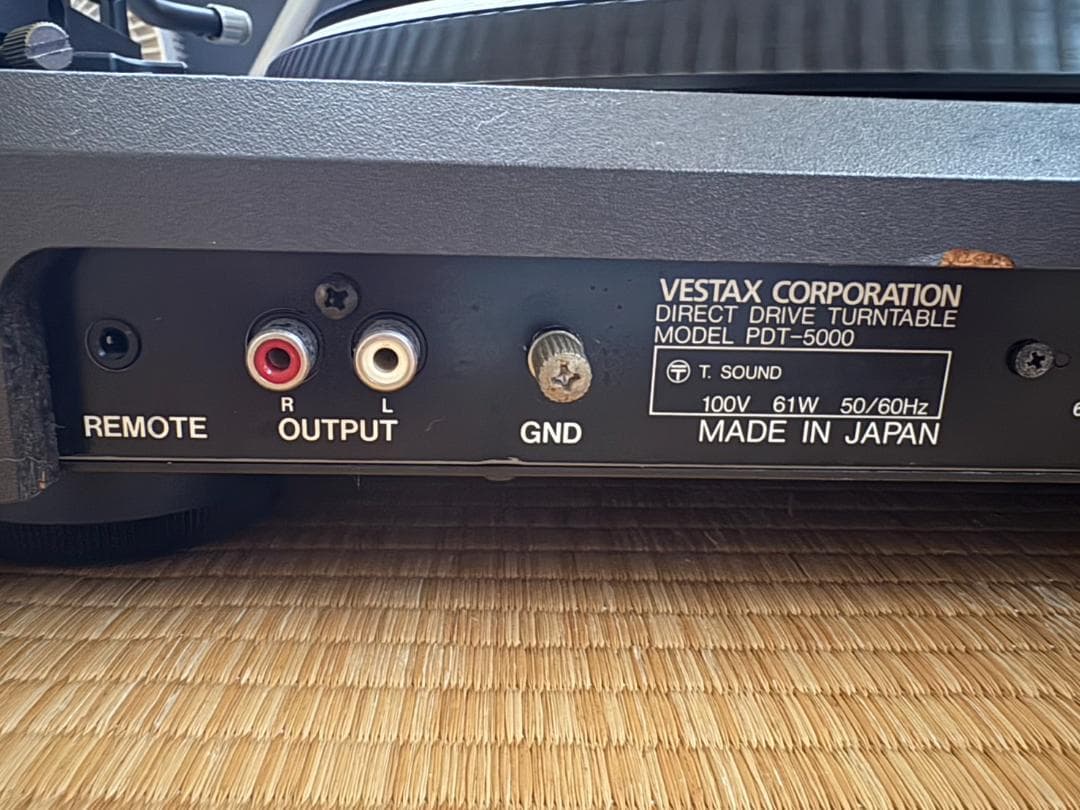 REMOTE
R L
OUTPUT
GND
VESTAX CORPORATION
DIRECT DRIVE TURNTABLE
MODEL PDT-5000
T. SOUND
100V 61W 50/60Hz
MADE IN JAPAN